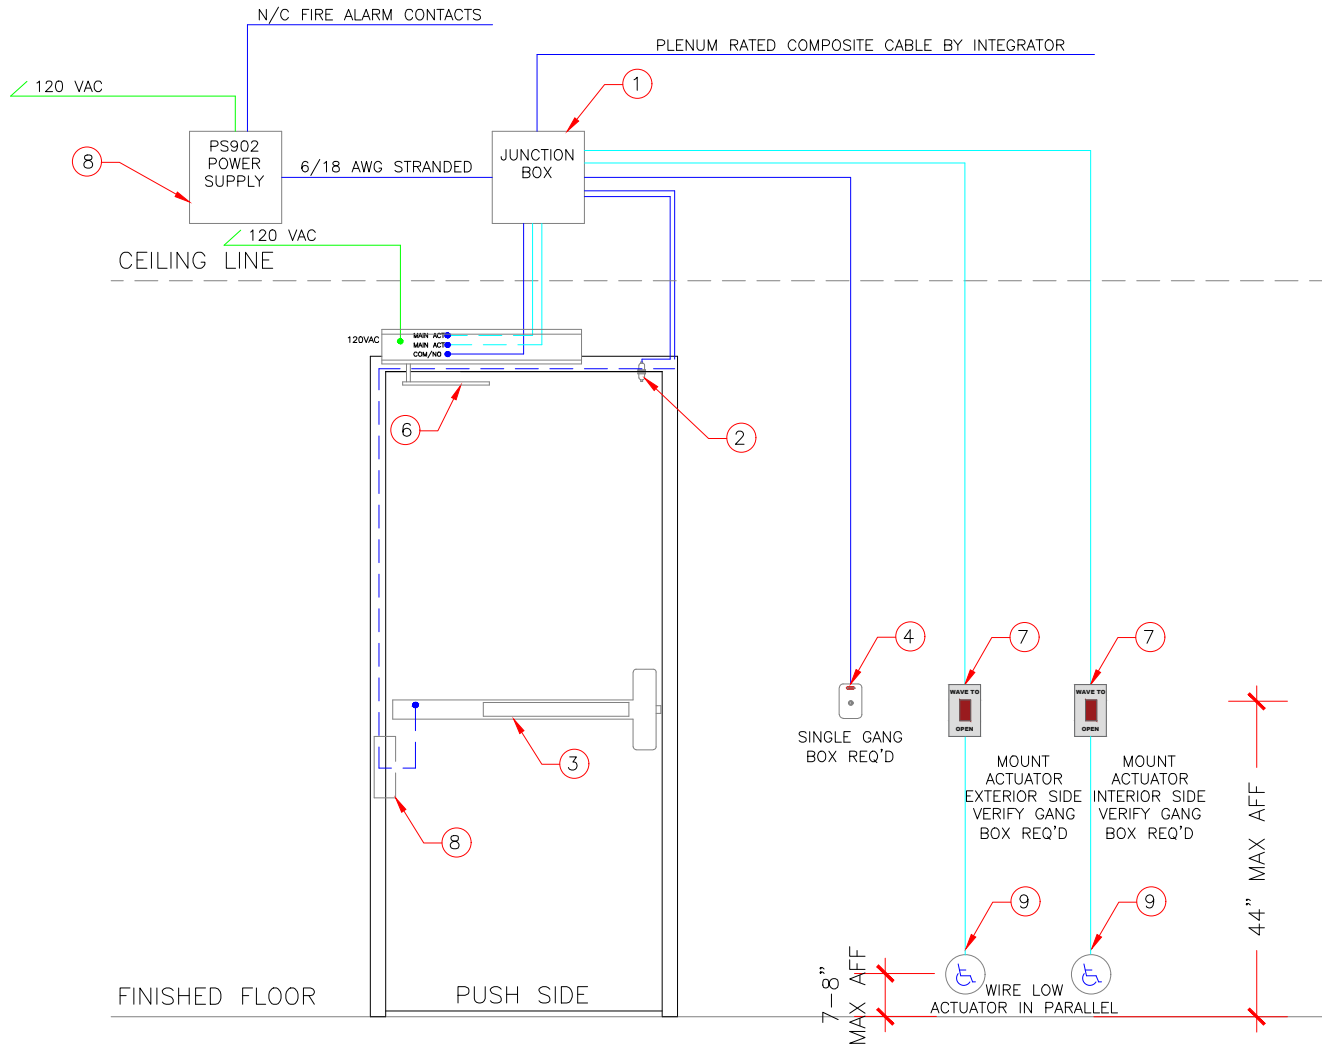 N/C FIRE ALARM CONTACTS
PLENUM RATED COMPOSITE CABLE BY INTEGRATOR
120 VAC
1
PS902
POWER
SUPPLY
8
6/18 AWG STRANDED
JUNCTION
BOX
120 VAC
CEILING LINE
120VAC
MAIN ACT
MAIN ACT
COM/NO
6
2
4
7
7
WAVE TO
OPEN
WAVE TO
OPEN
SINGLE GANG
BOX REQ'D
3
MOUNT
ACTUATOR
EXTERIOR SIDE
VERIFY GANG
BOX REQ'D
MOUNT
ACTUATOR
INTERIOR SIDE
VERIFY GANG
BOX REQ'D
8
44" MAX AFF
9
9
7-8"
MAX AFF
WIRE LOW
ACTUATOR IN PARALLEL
FINISHED FLOOR
PUSH SIDE